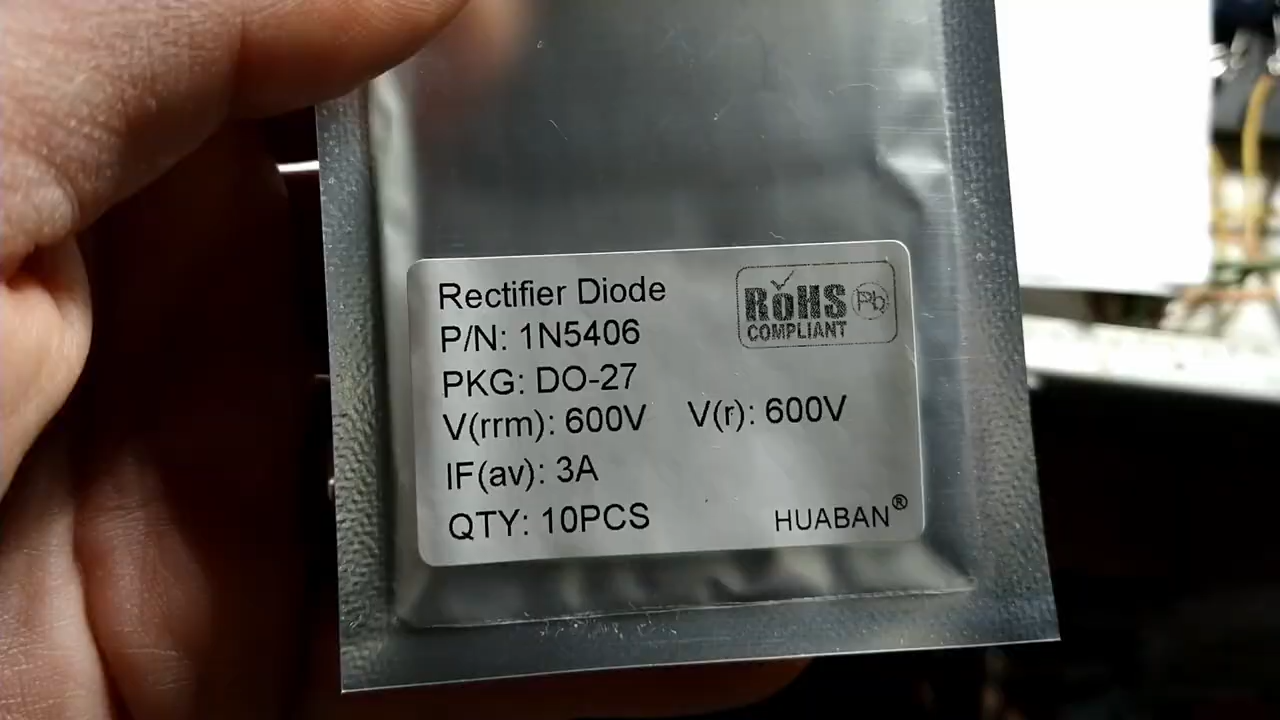 Rectifier Diode
RoHS Pb
COMPLIANT
P/N: 1N5406
PKG: DO-27
V(rrm): 600V V(r): 600V
IF(av): 3A
QTY: 10PCS
HUABAN®